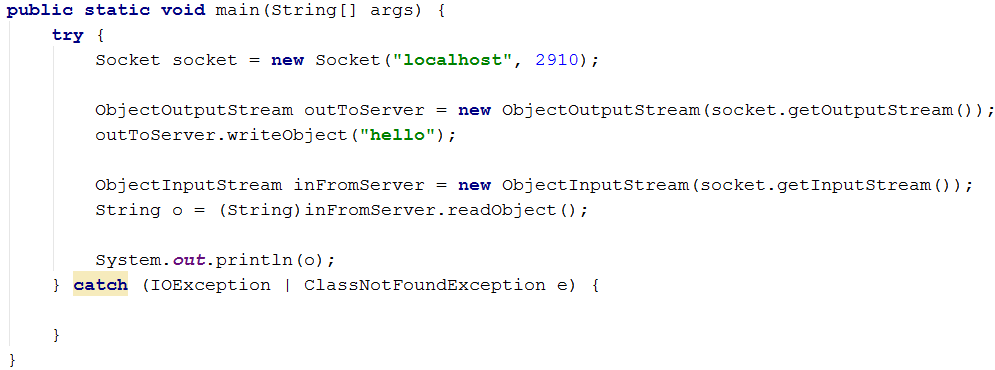 public static void main(String[] args) {
    try {
        Socket socket = new Socket("localhost", 2910);
        ObjectOutputStream outToServer = new ObjectOutputStream(socket.getOutputStream());
        outToServer.writeObject("hello");
        ObjectInputStream inFromServer = new ObjectInputStream(socket.getInputStream());
        String o = (String)inFromServer.readObject();
        System.out.println(o);
    } catch (IOException | ClassNotFoundException e) {
    }
}